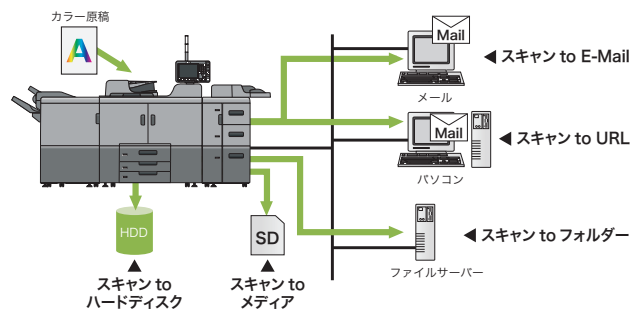 カラー原稿
A
Mail
◀ スキャン to E-Mail
メール
Mail
◀ スキャン to URL
パソコン
HDD
SD
◀ スキャン to フォルダー
ファイルサーバー
▲
スキャン to
ハードディスク
▲
スキャン to
メディア